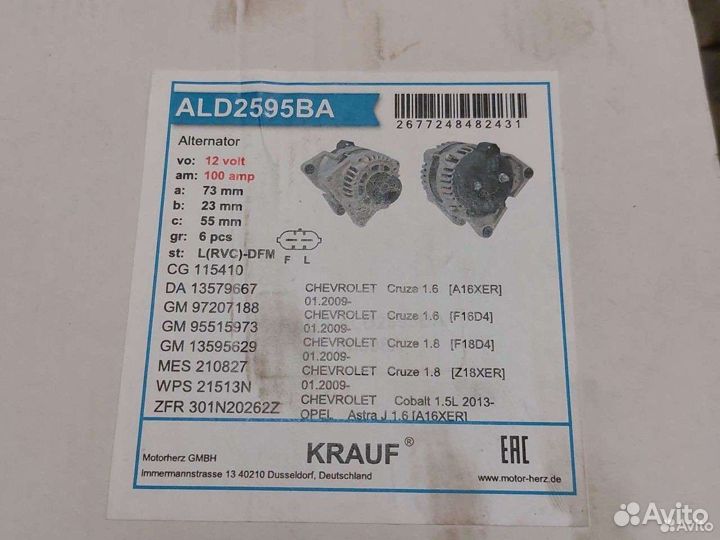 ALD2595BA
2677248482431
Alternator
vo: 12 volt
am: 100 amp
a: 73 mm
b: 23 mm
c: 55 mm
gr: 6 pcs
st: L(RVC)-DFM
F L
CG 115410
DA 13579667
GM 97207188
GM 95515973
GM 13595629
MES 210827
WPS 21513N
ZFR 301N20262Z
CHEVROLET Cruze 1.6 [A16XER]
01.2009-
CHEVROLET Cruze 1.6 [F16D4]
01.2009-
CHEVROLET Cruze 1.8 [F18D4]
01.2009-
CHEVROLET Cruze 1.8 [Z18XER]
01.2009-
CHEVROLET Cobalt 1.5L 2013-
OPEL Astra J 1.6 [A16XER]
Motorherz GMBH
Immermannstrasse 13 40210 Dusseldorf, Deutschland
KRAUF®
EAC
www.motor-herz.de
Avito